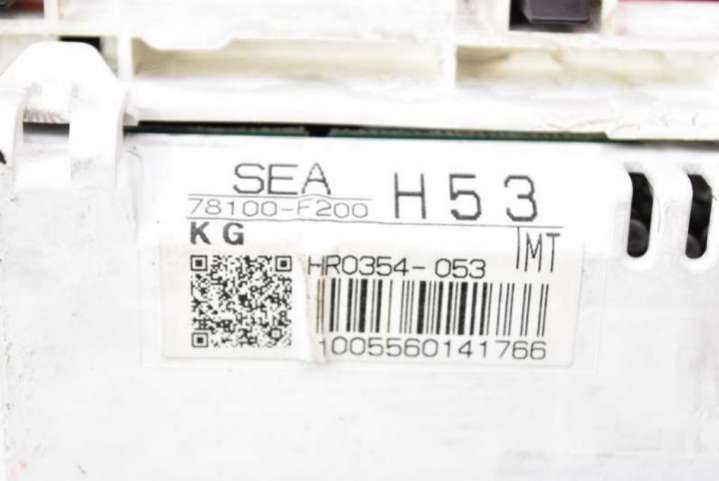 SEA H53
78100-F200
KG MT
HR0354-053
1005560141766